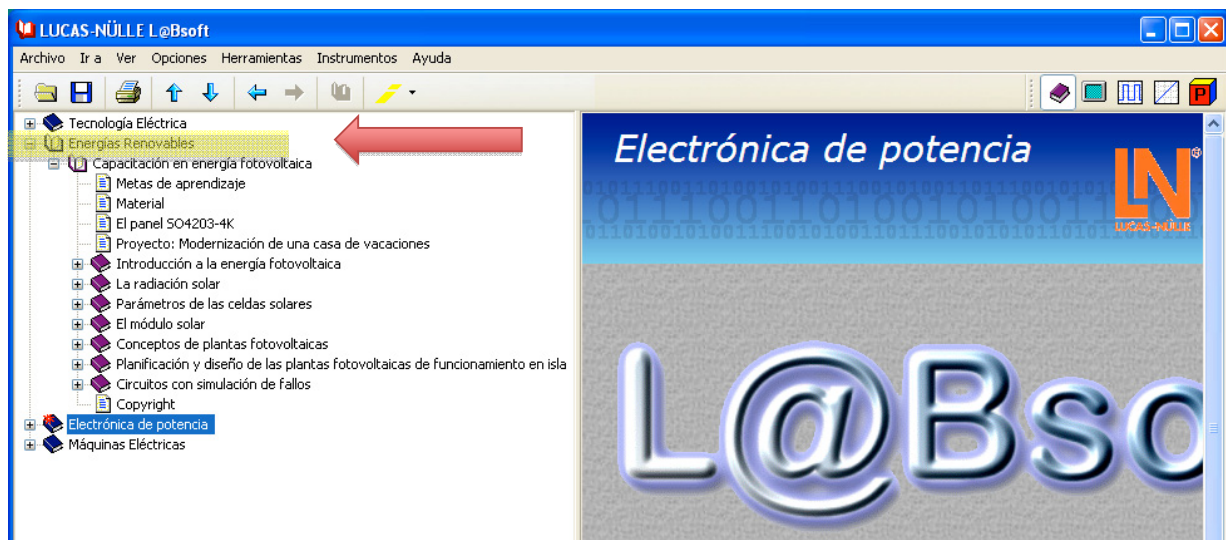 LUCAS-NÜLLE L@Bsoft
Archivo Ir a Ver Opciones Herramientas Instrumentos Ayuda
Tecnología Eléctrica
Energías Renovables
Capacitación en energía fotovoltaica
Metas de aprendizaje
Material
El panel SO4203-4K
Proyecto: Modernización de una casa de vacaciones
Introducción a la energía fotovoltaica
La radiación solar
Parámetros de las celdas solares
El módulo solar
Conceptos de plantas fotovoltaicas
Planificación y diseño de las plantas fotovoltaicas de funcionamiento en isla
Circuitos con simulación de fallos
Copyright
Electrónica de potencia
Máquinas Eléctricas
Electrónica de potencia
LN
LUCAS-NÜLLE
L@Bso